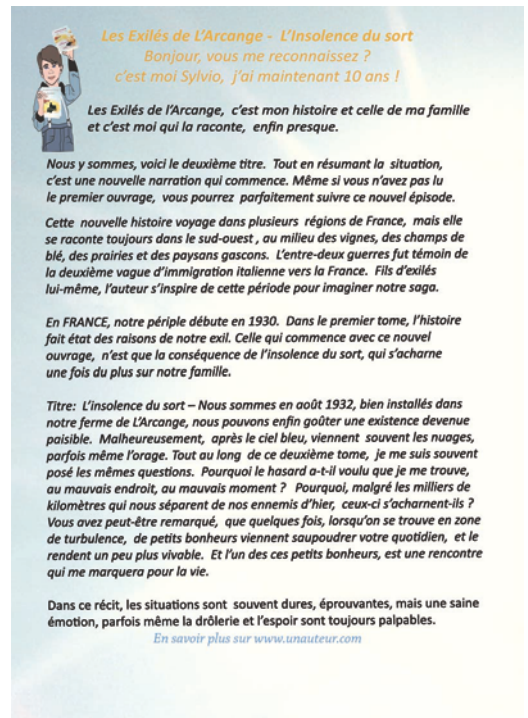 Les Exilés de L'Arcange - L'Insolence du sort
Bonjour, vous me reconnaissez ?
c'est moi Sylvio, j'ai maintenant 10 ans !
Les Exilés de l'Arcange, c'est mon histoire et celle de ma famille
et c'est moi qui la raconte, enfin presque.
Nous y sommes, voici le deuxième titre. Tout en résumant la situation,
c'est une nouvelle narration qui commence. Même si vous n'avez pas lu
le premier ouvrage, vous pourrez parfaitement suivre ce nouvel épisode.
Cette nouvelle histoire voyage dans plusieurs régions de France, mais elle
se raconte toujours dans le sud-ouest , au milieu des vignes, des champs de
blé, des prairies et des paysans gascons. L'entre-deux guerres fut témoin de
la deuxième vague d'immigration italienne vers la France. Fils d'exilés
lui-même, l'auteur s'inspire de cette période pour imaginer notre saga.
En FRANCE, notre périple débute en 1930. Dans le premier tome, l'histoire
fait état des raisons de notre exil. Celle qui commence avec ce nouvel
ouvrage, n'est que la conséquence de l'insolence du sort, qui s'acharne
une fois du plus sur notre famille.
Titre: L'insolence du sort – Nous sommes en août 1932, bien installés dans
notre ferme de L'Arcange, nous pouvons enfin goûter une existence devenue
paisible. Malheureusement, après le ciel bleu, viennent souvent les nuages,
parfois même l'orage. Tout au long de ce deuxième tome, je me suis souvent
posé les mêmes questions. Pourquoi le hasard a-t-il voulu que je me trouve,
au mauvais endroit, au mauvais moment ? Pourquoi, malgré les milliers de
kilomètres qui nous séparent de nos ennemis d'hier, ceux-ci s'acharnent-ils ?
Vous avez peut-être remarqué, que quelques fois, lorsqu'on se trouve en zone
de turbulence, de petits bonheurs viennent saupoudrer votre quotidien, et le
rendent un peu plus vivable. Et l'un des ces petits bonheurs, est une rencontre
qui me marquera pour la vie.
Dans ce récit, les situations sont souvent dures, éprouvantes, mais une saine
émotion, parfois même la drôlerie et l'espoir sont toujours palpables.
En savoir plus sur www.unauteur.com